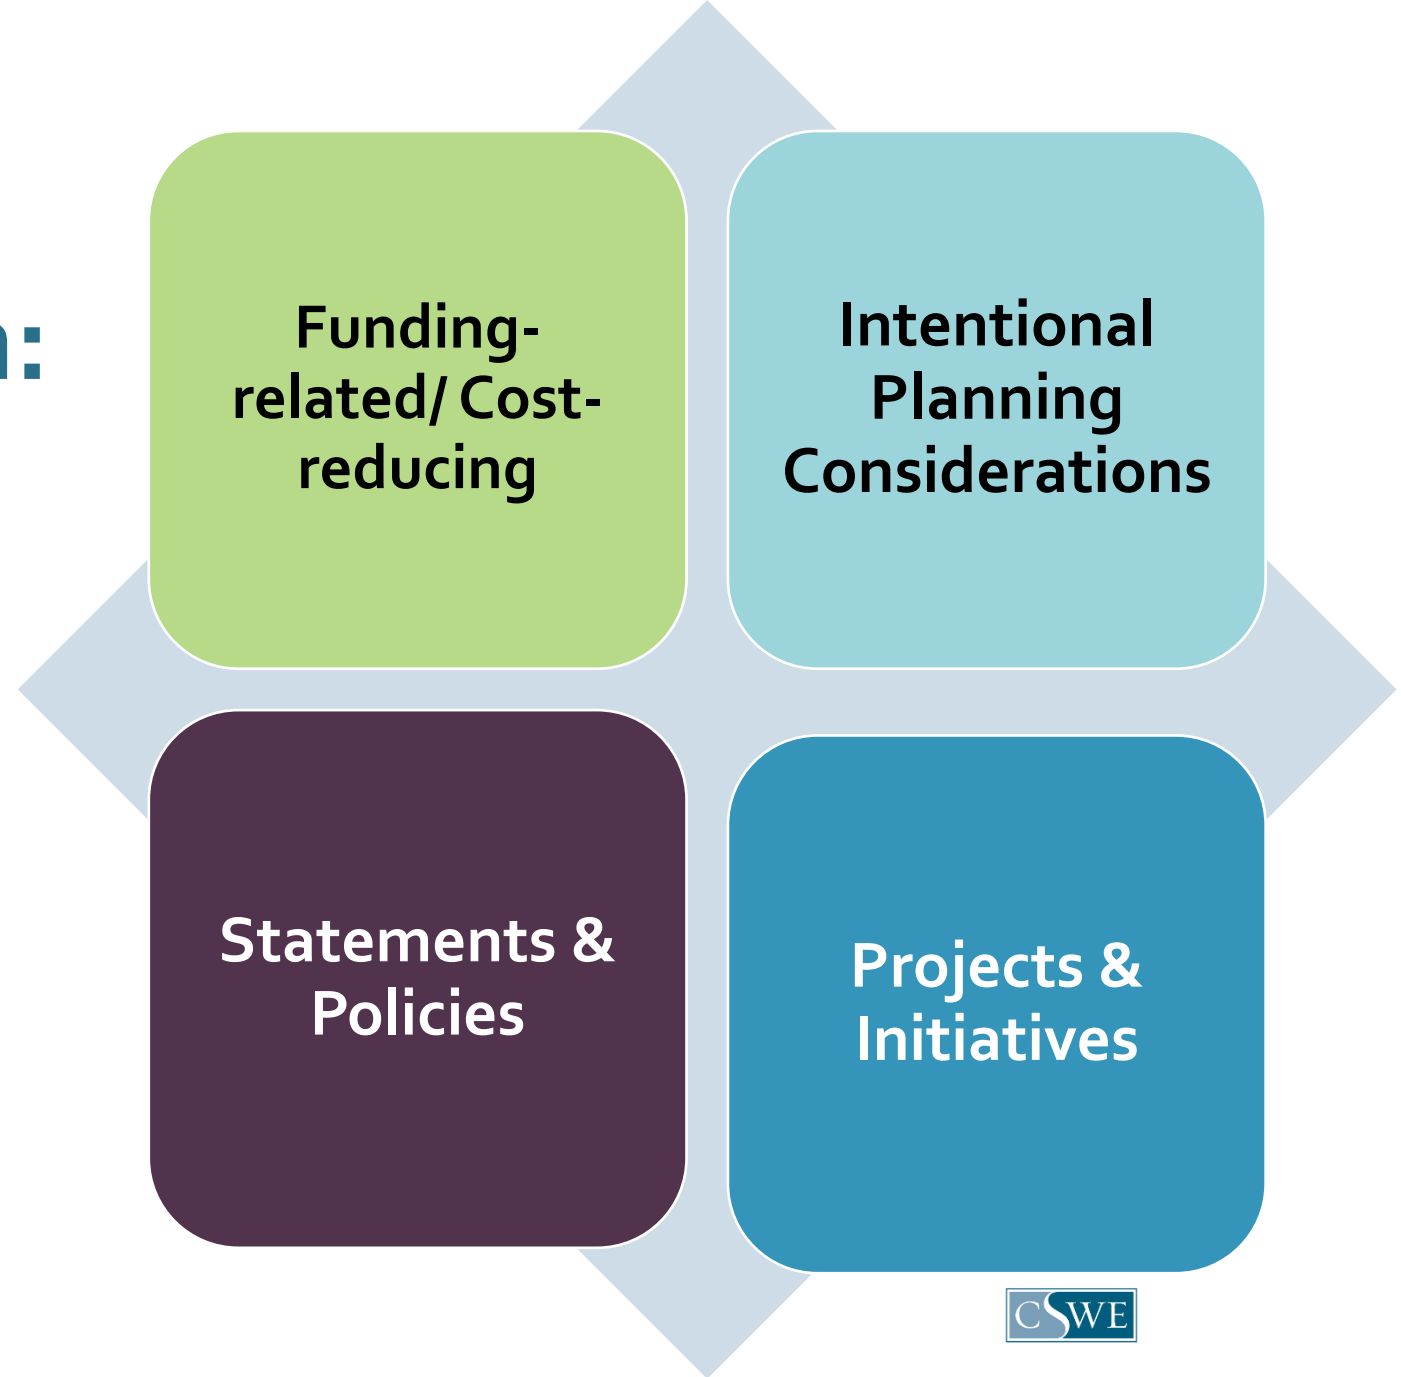 Funding-
related/ Cost-
reducing
Intentional
Planning
Considerations
Statements &
Policies
Projects &
Initiatives
CSWE